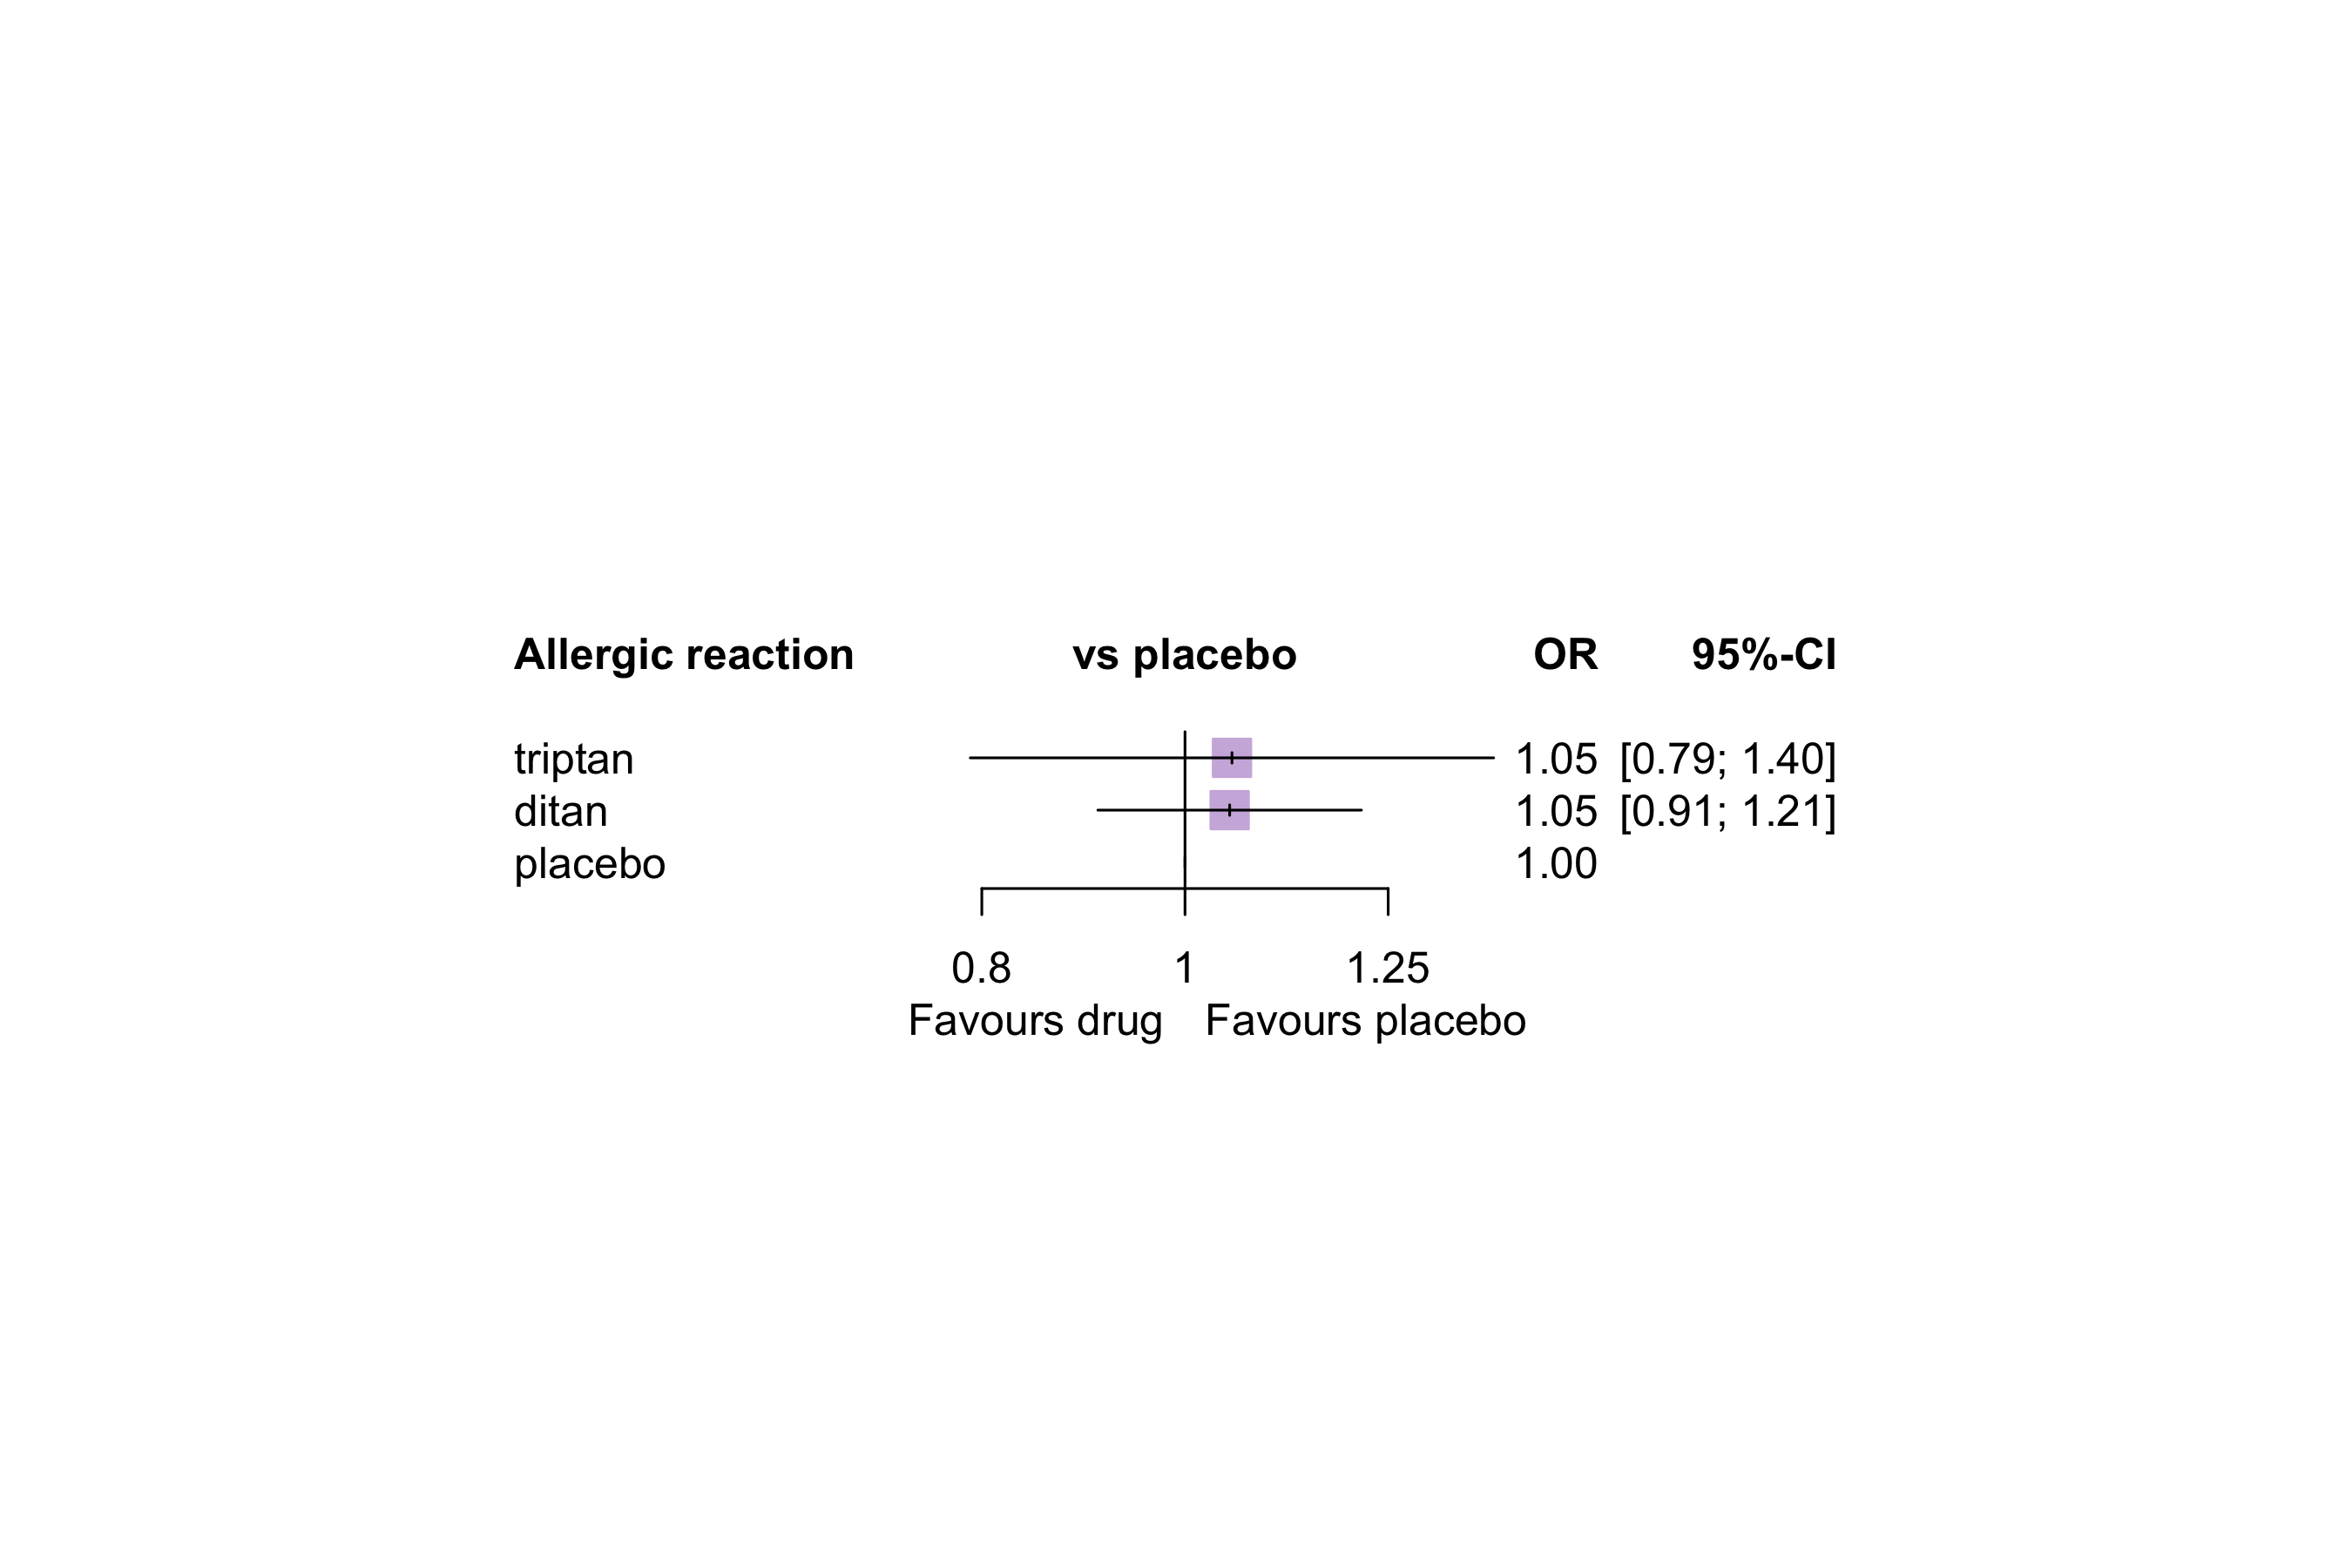 Allergic reaction vs placebo OR 95%-CI
triptan 1.05 [0.79; 1.40]
ditan 1.05 [0.91; 1.21]
placebo 1.00
0.8 1 1.25
Favours drug Favours placebo